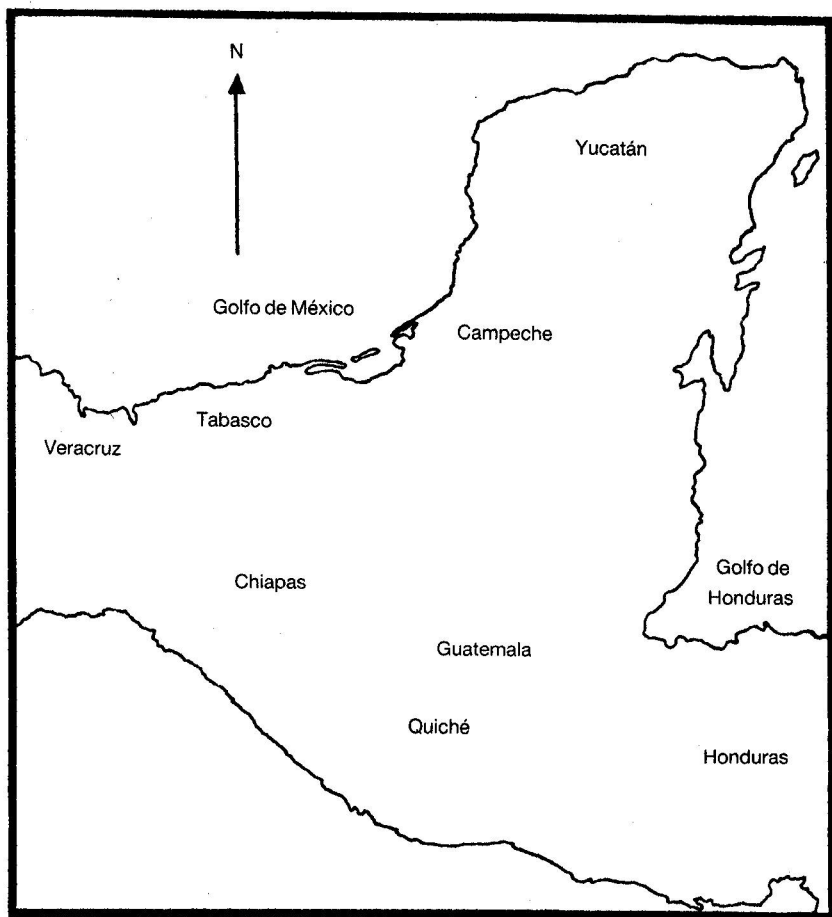 N
Yucatán
Golfo de México
Campeche
Tabasco
Veracruz
Golfo de
Honduras
Chiapas
Guatemala
Quiché
Honduras